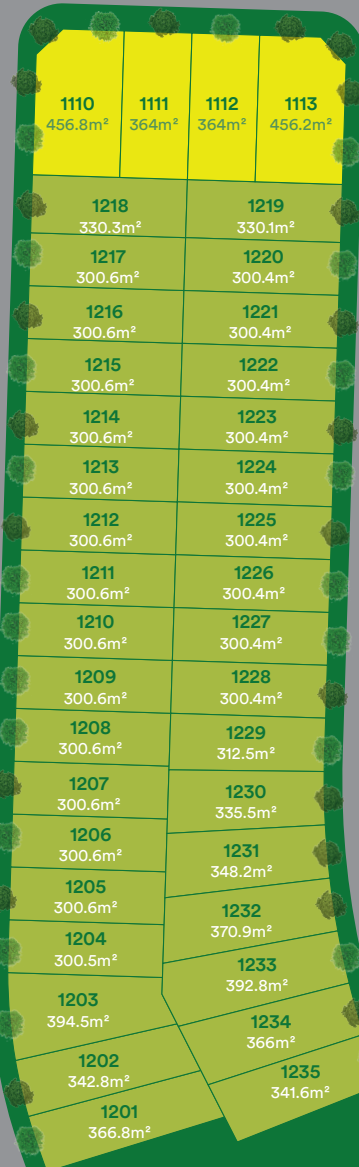 1110
456.8m²
1111
364m²
1112
364m²
1113
456.2m²
1218
330.3m²
1219
330.1m²
1217
300.6m²
1220
300.4m²
1216
300.6m²
1221
300.4m²
1215
300.6m²
1222
300.4m²
1214
300.6m²
1223
300.4m²
1213
300.6m²
1224
300.4m²
1212
300.6m²
1225
300.4m²
1211
300.6m²
1226
300.4m²
1210
300.6m²
1227
300.4m²
1209
300.6m²
1228
300.4m²
1208
300.6m²
1229
312.5m²
1207
300.6m²
1230
335.5m²
1206
300.6m²
1231
348.2m²
1205
300.6m²
1232
370.9m²
1204
300.5m²
1233
392.8m²
1203
394.5m²
1234
366m²
1202
342.8m²
1235
341.6m²
1201
366.8m²